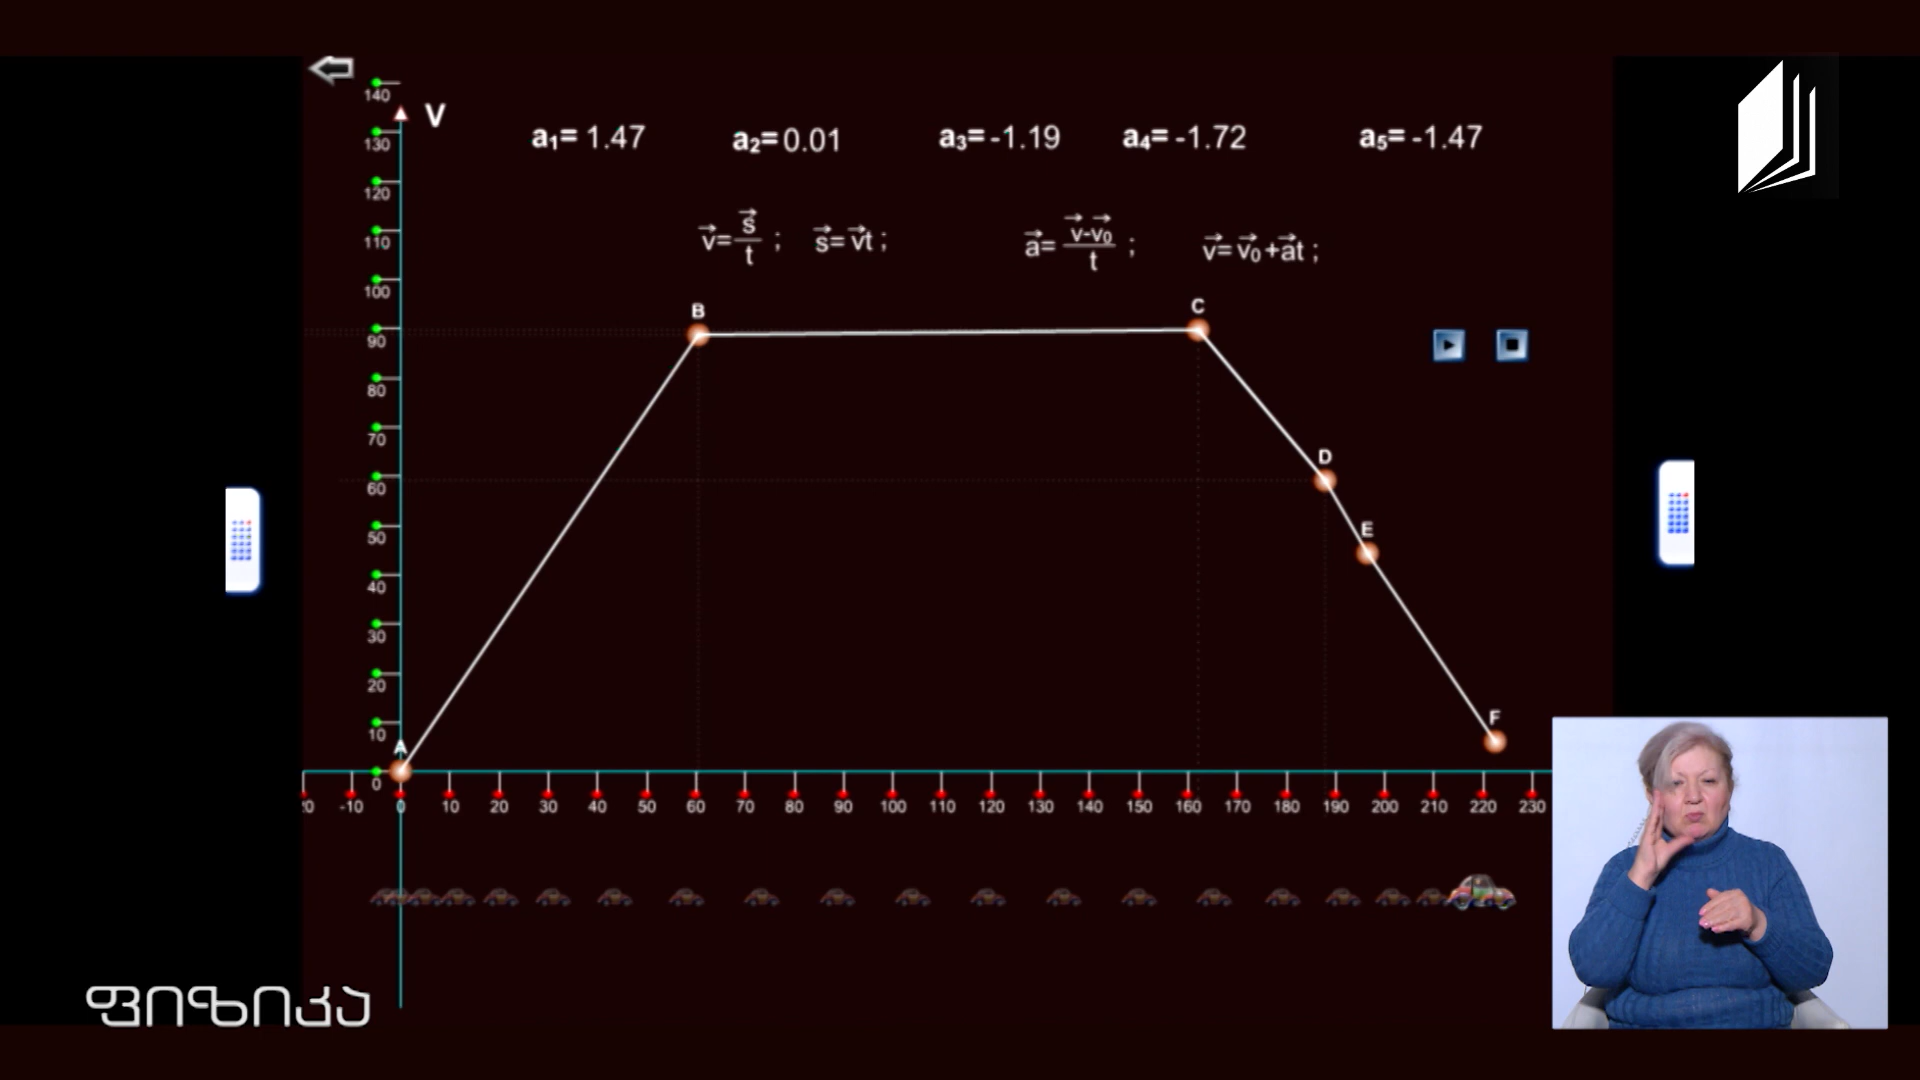 V
a₁= 1.47 a₂= 0.01 a₃= -1.19 a₄= -1.72 a₅= -1.47
v⃗= s⃗/t ; s⃗= v⃗t ; a⃗= (v⃗-v⃗₀)/t ; v⃗= v⃗₀+a⃗t ;
140
130
120
110
100
90
80
70
60
50
40
30
20
10
0
B
C
D
E
F
A
20 -10 0 10 20 30 40 50 60 70 80 90 100 110 120 130 140 150 160 170 180 190 200 210 220 230
ფიზიკა